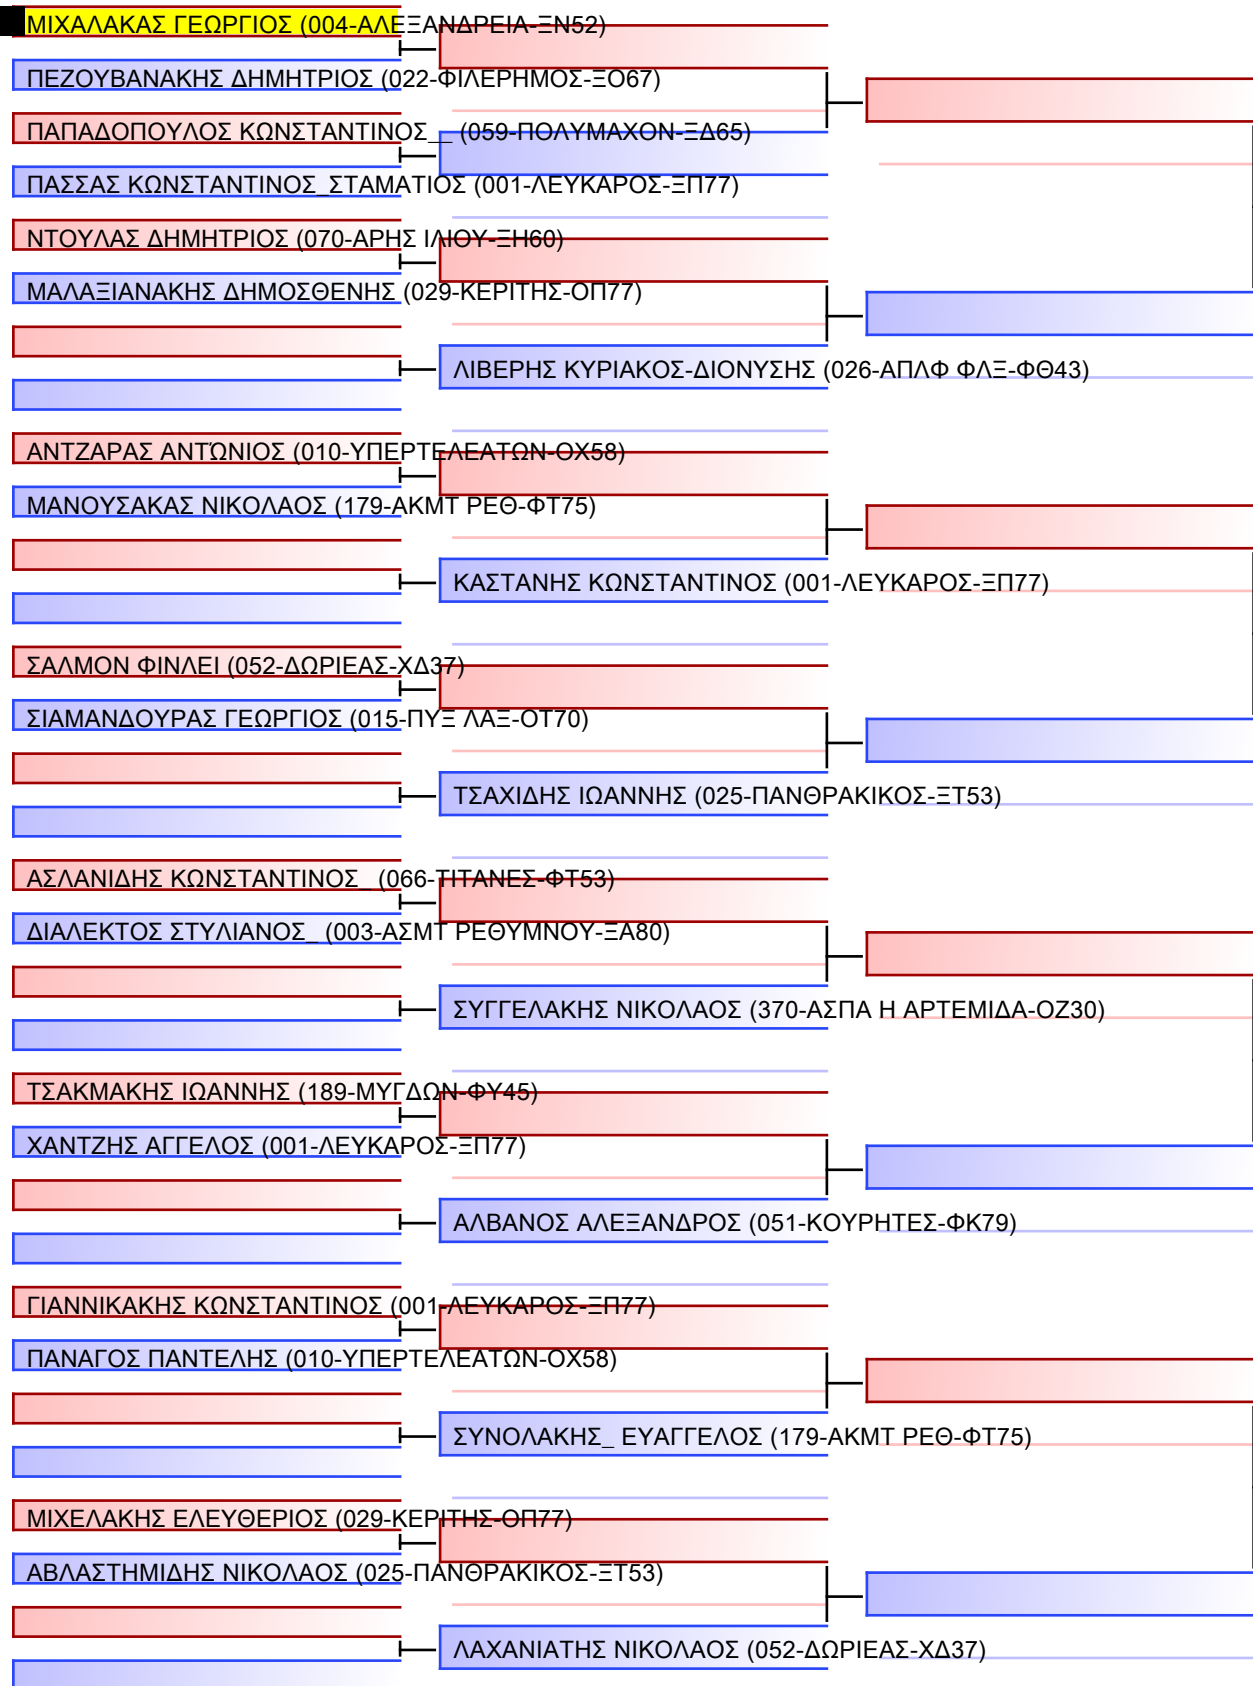 ΜΙΧΑΛΑΚΑΣ ΓΕΩΡΓΙΟΣ (004-ΑΛΕΞΑΝΔΡΕΙΑ-ΞΝ52)
ΠΕΖΟΥΒΑΝΑΚΗΣ ΔΗΜΗΤΡΙΟΣ (022-ΦΙΛΕΡΗΜΟΣ-ΞΟ67)
ΠΑΠΑΔΟΠΟΥΛΟΣ ΚΩΝΣΤΑΝΤΙΝΟΣ__ (059-ΠΟΛΥΜΑΧΟΝ-ΞΔ65)
ΠΑΣΣΑΣ ΚΩΝΣΤΑΝΤΙΝΟΣ_ΣΤΑΜΑΤΙΟΣ (001-ΛΕΥΚΑΡΟΣ-ΞΠ77)
ΝΤΟΥΛΑΣ ΔΗΜΗΤΡΙΟΣ (070-ΑΡΗΣ ΙΛΙΟΥ-ΞΗ60)
ΜΑΛΑΞΙΑΝΑΚΗΣ ΔΗΜΟΣΘΕΝΗΣ (029-ΚΕΡΙΤΗΣ-ΟΠ77)
ΛΙΒΕΡΗΣ ΚΥΡΙΑΚΟΣ-ΔΙΟΝΥΣΗΣ (026-ΑΠΛΦ ΦΛΞ-ΦΘ43)
ΑΝΤΖΑΡΑΣ ΑΝΤΏΝΙΟΣ (010-ΥΠΕΡΤΕΛΕΑΤΩΝ-ΟΧ58)
ΜΑΝΟΥΣΑΚΑΣ ΝΙΚΟΛΑΟΣ (179-ΑΚΜΤ ΡΕΘ-ΦΤ75)
ΚΑΣΤΑΝΗΣ ΚΩΝΣΤΑΝΤΙΝΟΣ (001-ΛΕΥΚΑΡΟΣ-ΞΠ77)
ΣΑΛΜΟΝ ΦΙΝΛΕΙ (052-ΔΩΡΙΕΑΣ-ΧΔ37)
ΣΙΑΜΑΝΔΟΥΡΑΣ ΓΕΩΡΓΙΟΣ (015-ΠΥΞ ΛΑΞ-ΟΤ70)
ΤΣΑΧΙΔΗΣ ΙΩΑΝΝΗΣ (025-ΠΑΝΘΡΑΚΙΚΟΣ-ΞΤ53)
ΑΣΛΑΝΙΔΗΣ ΚΩΝΣΤΑΝΤΙΝΟΣ_ (066-ΤΙΤΑΝΕΣ-ΦΤ53)
ΔΙΑΛΕΚΤΟΣ ΣΤΥΛΙΑΝΟΣ_ (003-ΑΣΜΤ ΡΕΘΥΜΝΟΥ-ΞΑ80)
ΣΥΓΓΕΛΑΚΗΣ ΝΙΚΟΛΑΟΣ (370-ΑΣΠΑ Η ΑΡΤΕΜΙΔΑ-ΟΖ30)
ΤΣΑΚΜΑΚΗΣ ΙΩΑΝΝΗΣ (189-ΜΥΓΔΩΝ-ΦΥ45)
ΧΑΝΤΖΗΣ ΑΓΓΕΛΟΣ (001-ΛΕΥΚΑΡΟΣ-ΞΠ77)
ΑΛΒΑΝΟΣ ΑΛΕΞΑΝΔΡΟΣ (051-ΚΟΥΡΗΤΕΣ-ΦΚ79)
ΓΙΑΝΝΙΚΑΚΗΣ ΚΩΝΣΤΑΝΤΙΝΟΣ (001-ΛΕΥΚΑΡΟΣ-ΞΠ77)
ΠΑΝΑΓΟΣ ΠΑΝΤΕΛΗΣ (010-ΥΠΕΡΤΕΛΕΑΤΩΝ-ΟΧ58)
ΣΥΝΟΛΑΚΗΣ_ ΕΥΑΓΓΕΛΟΣ (179-ΑΚΜΤ ΡΕΘ-ΦΤ75)
ΜΙΧΕΛΑΚΗΣ ΕΛΕΥΘΕΡΙΟΣ (029-ΚΕΡΙΤΗΣ-ΟΠ77)
ΑΒΛΑΣΤΗΜΙΔΗΣ ΝΙΚΟΛΑΟΣ (025-ΠΑΝΘΡΑΚΙΚΟΣ-ΞΤ53)
ΛΑΧΑΝΙΑΤΗΣ ΝΙΚΟΛΑΟΣ (052-ΔΩΡΙΕΑΣ-ΧΔ37)